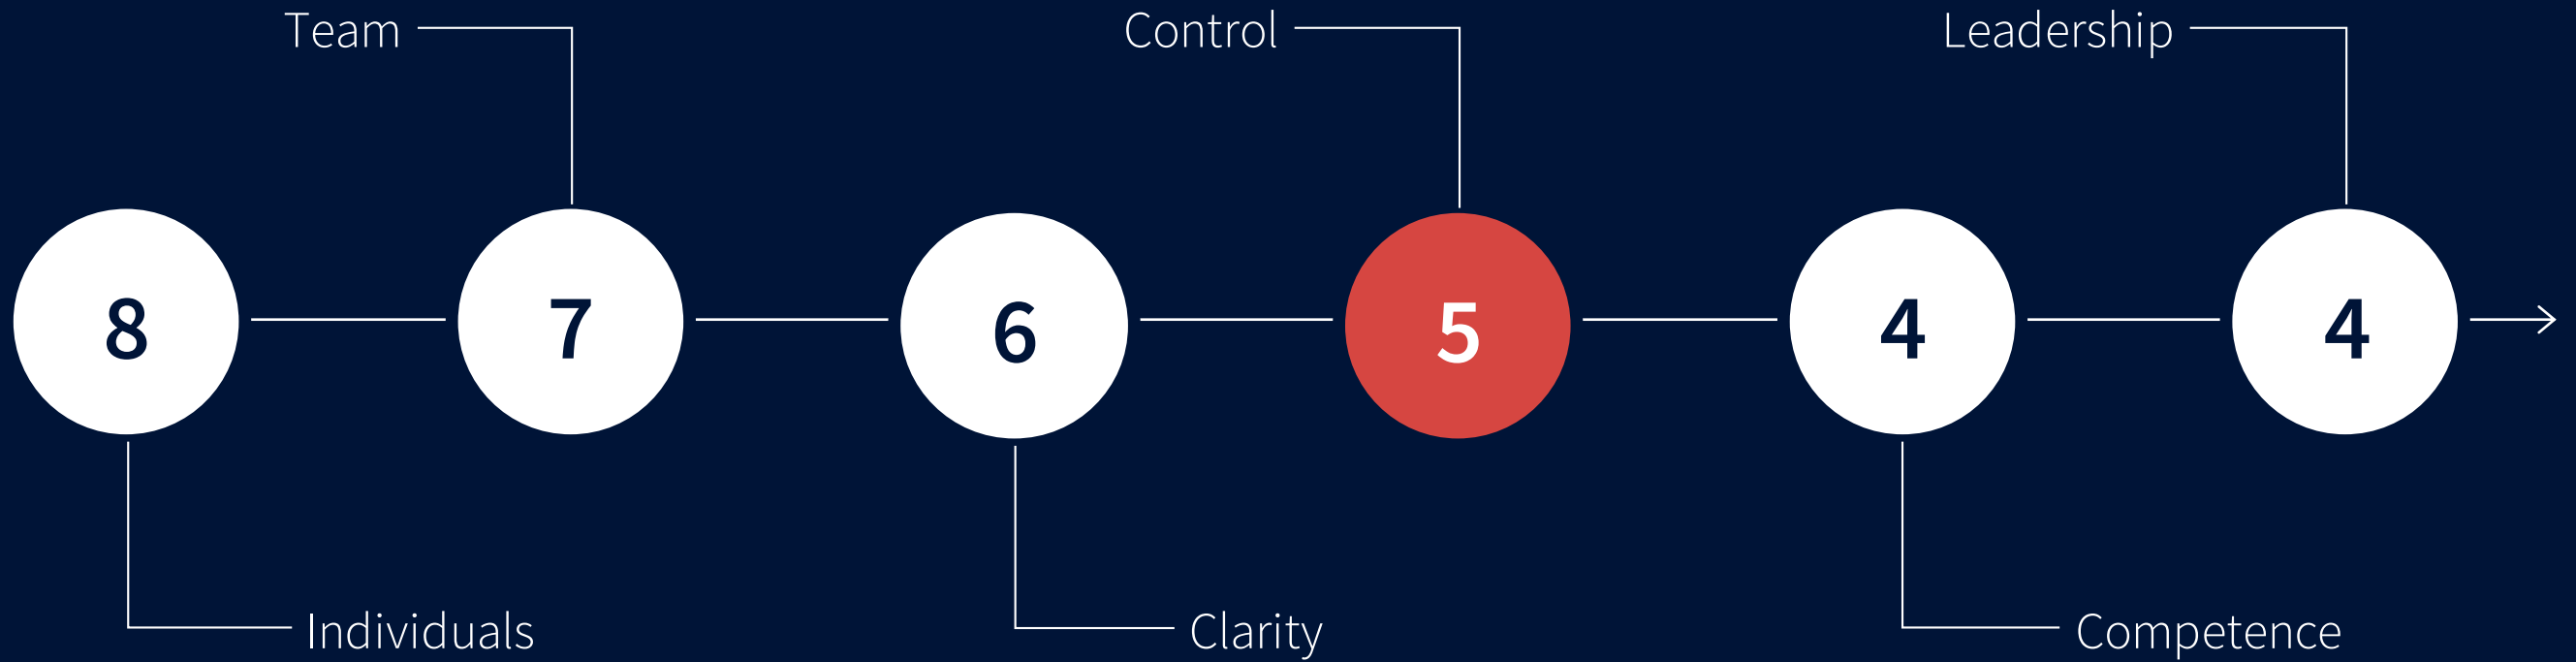 Team
Control
Leadership
8
7
6
5
4
4
Individuals
Clarity
Competence